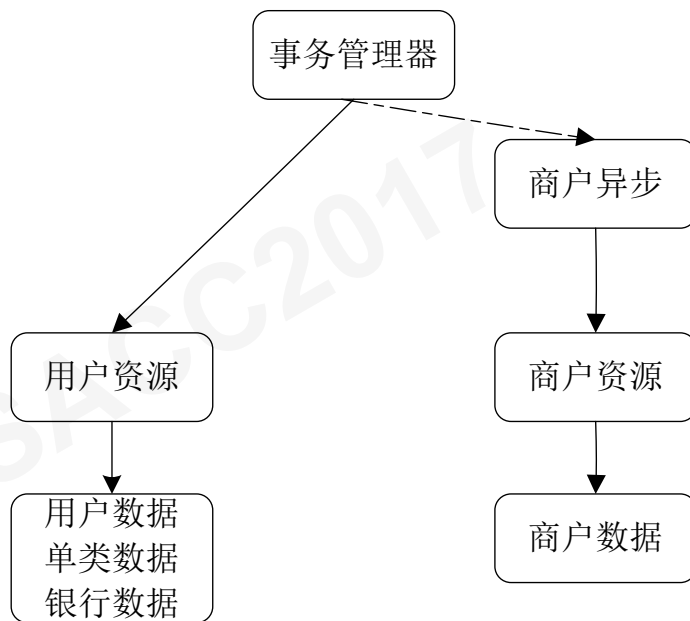 事务管理器
商户异步
用户资源
商户资源
用户数据
单类数据
银行数据
商户数据
SACC2017